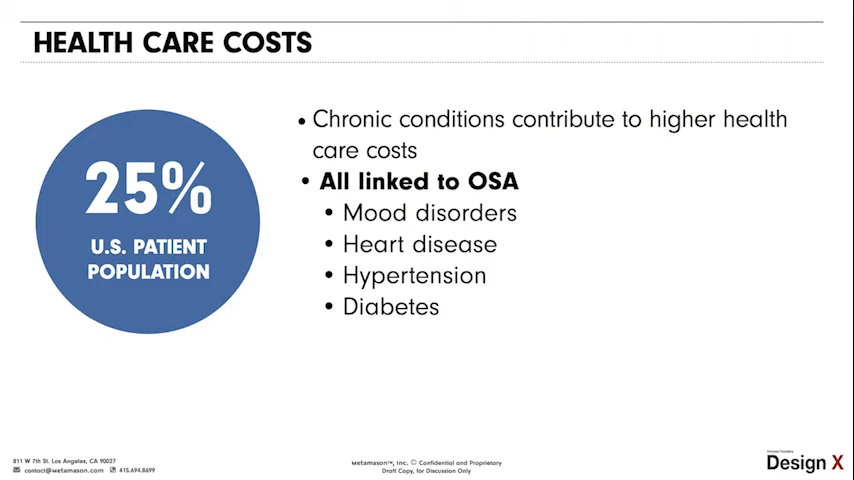 HEALTH CARE COSTS
25%
U.S. PATIENT
POPULATION
• Chronic conditions contribute to higher health
care costs
• All linked to OSA
• Mood disorders
• Heart disease
• Hypertension
• Diabetes
811 W 7th St. Los Angeles, CA 90027
contact@metamason.com 415.694.8699
Metamason™, Inc. © Confidential and Proprietary
Draft Copy, for Discussion Only
Design X